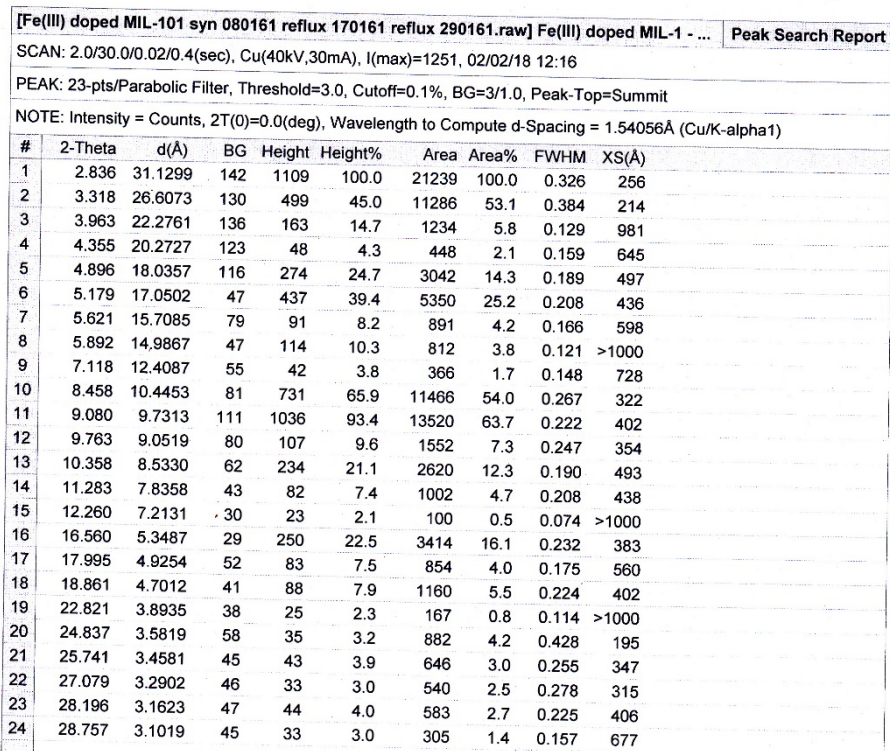 [Fe(III) doped MIL-101 syn 080161 reflux 170161 reflux 290161.raw] Fe(III) doped MIL-1 - ... Peak Search Report
SCAN: 2.0/30.0/0.02/0.4(sec), Cu(40kV,30mA), I(max)=1251, 02/02/18 12:16
PEAK: 23-pts/Parabolic Filter, Threshold=3.0, Cutoff=0.1%, BG=3/1.0, Peak-Top=Summit
NOTE: Intensity = Counts, 2T(0)=0.0(deg), Wavelength to Compute d-Spacing = 1.54056Å (Cu/K-alpha1)
# 2-Theta d(Å) BG Height Height% Area Area% FWHM XS(Å)
1 2.836 31.1299 142 1109 100.0 21239 100.0 0.326 256
2 3.318 26.6073 130 499 45.0 11286 53.1 0.384 214
3 3.963 22.2761 136 163 14.7 1234 5.8 0.129 981
4 4.355 20.2727 123 48 4.3 448 2.1 0.159 645
5 4.896 18.0357 116 274 24.7 3042 14.3 0.189 497
6 5.179 17.0502 47 437 39.4 5350 25.2 0.208 436
7 5.621 15.7085 79 91 8.2 891 4.2 0.166 598
8 5.892 14.9867 47 114 10.3 812 3.8 0.121 >1000
9 7.118 12.4087 55 42 3.8 366 1.7 0.148 728
10 8.458 10.4453 81 731 65.9 11466 54.0 0.267 322
11 9.080 9.7313 111 1036 93.4 13520 63.7 0.222 402
12 9.763 9.0519 80 107 9.6 1552 7.3 0.247 354
13 10.358 8.5330 62 234 21.1 2620 12.3 0.190 493
14 11.283 7.8358 43 82 7.4 1002 4.7 0.208 438
15 12.260 7.2131 30 23 2.1 100 0.5 0.074 >1000
16 16.560 5.3487 29 250 22.5 3414 16.1 0.232 383
17 17.995 4.9254 52 83 7.5 854 4.0 0.175 560
18 18.861 4.7012 41 88 7.9 1160 5.5 0.224 402
19 22.821 3.8935 38 25 2.3 167 0.8 0.114 >1000
20 24.837 3.5819 58 35 3.2 882 4.2 0.428 195
21 25.741 3.4581 45 43 3.9 646 3.0 0.255 347
22 27.079 3.2902 46 33 3.0 540 2.5 0.278 315
23 28.196 3.1623 47 44 4.0 583 2.7 0.225 406
24 28.757 3.1019 45 33 3.0 305 1.4 0.157 677